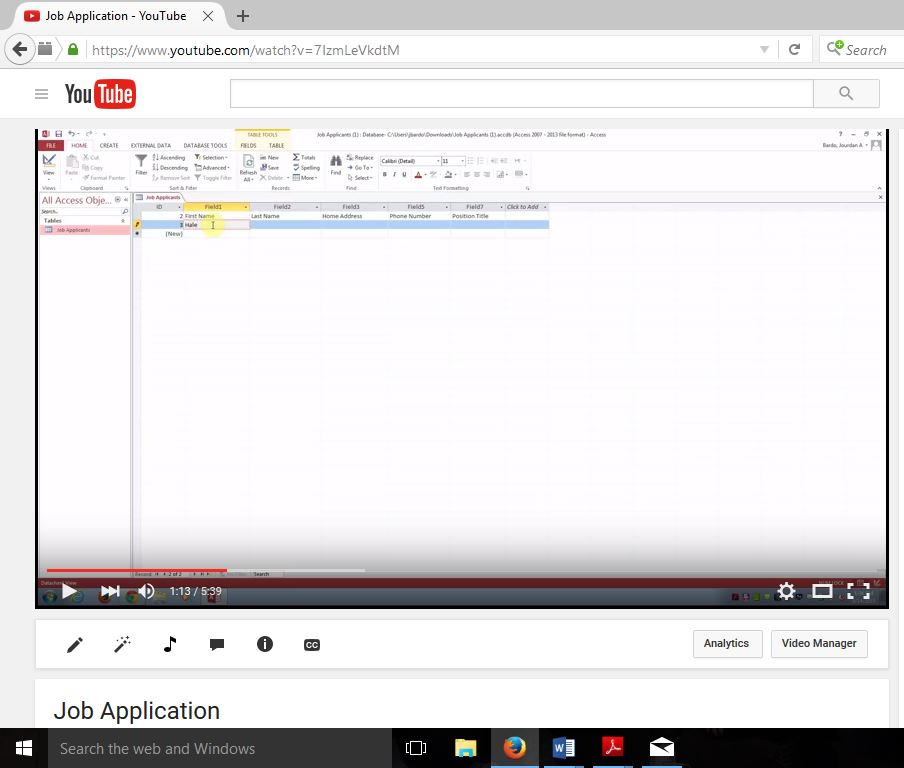 Job Application - YouTube
https://www.youtube.com/watch?v=7IzmLeVkdtM
Search
YouTube
TABLE TOOLS
Job Applicants (1) : Database- C:\Users\jbardo\Downloads\Job Applicants (1).accdb (Access 2007 - 2013 file format) - Access
FILE HOME CREATE EXTERNAL DATA DATABASE TOOLS FIELDS TABLE
Bardo, Jourdan A
View
Paste
Cut
Copy
Format Painter
Filter
Ascending
Descending
Remove Sort
Selection
Advanced
Toggle Filter
Refresh All
New
Save
Delete
Totals
Spelling
More
Find
Replace
Go To
Select
Calibri (Detail) 11
B I U A
Views Clipboard Sort & Filter Records Find Text Formatting
All Access Obje...
Search..
Tables
Job Applicants
Job Applicants
ID Field1 Field2 Field3 Field5 Field7 Click to Add
2 First Name Last Name Home Address Phone Number Position Title
3 Hale
(New)
Record: 2 of 2 No Filter Search
Datasheet View NUM LOCK
1:13 / 5:39
CC
Analytics
Video Manager
Job Application
Search the web and Windows